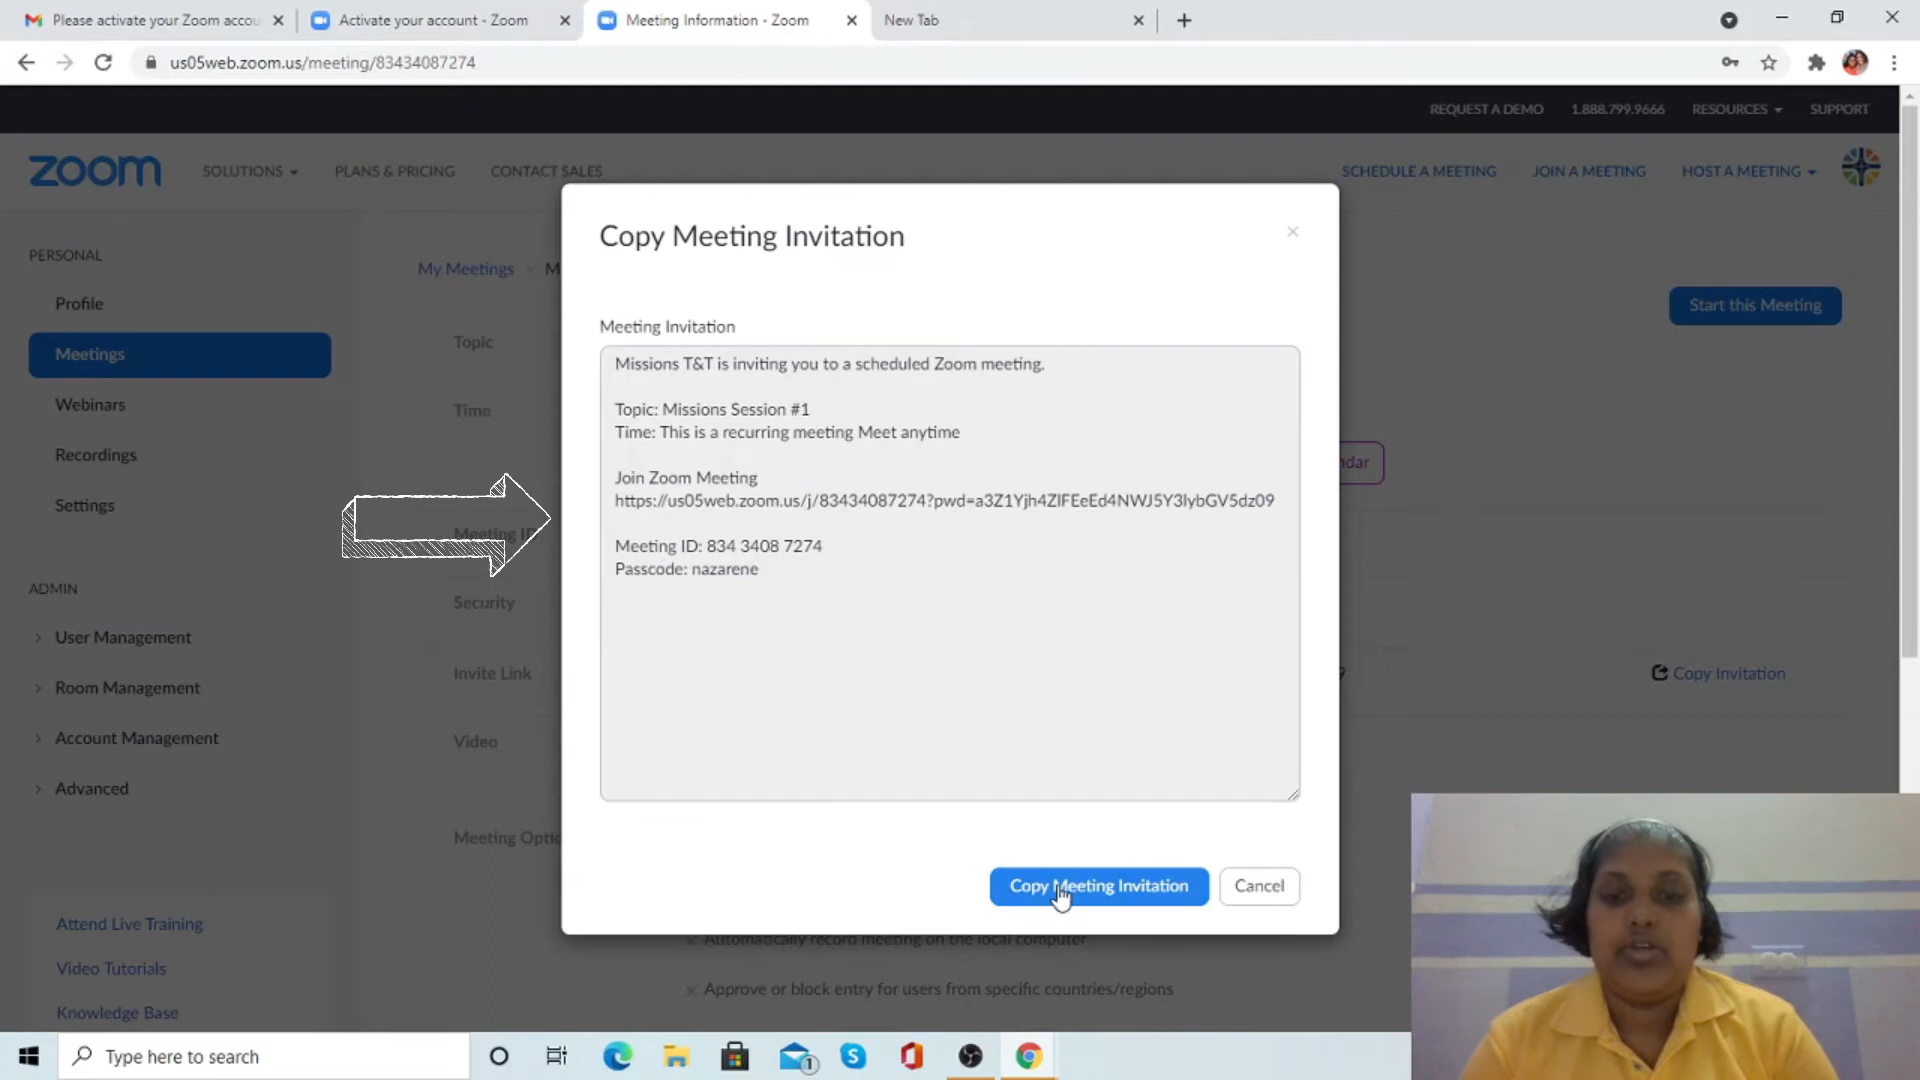 Please activate your Zoom accou
Activate your account - Zoom
Meeting Information - Zoom
New Tab
us05web.zoom.us/meeting/83434087274
REQUEST A DEMO
1.888.799.9666
RESOURCES
SUPPORT
zoom
SOLUTIONS
PLANS & PRICING
CONTACT SALES
SCHEDULE A MEETING
JOIN A MEETING
HOST A MEETING
PERSONAL
Profile
Meetings
Webinars
Recordings
Settings
ADMIN
User Management
Room Management
Account Management
Advanced
Attend Live Training
Video Tutorials
Knowledge Base
My Meetings
M
Start this Meeting
Topic
Time
ndar
Meeting ID
Security
Invite Link
9
Copy Invitation
Video
Meeting Optio
Copy Meeting Invitation
Meeting Invitation
Missions T&T is inviting you to a scheduled Zoom meeting.
Topic: Missions Session #1
Time: This is a recurring meeting Meet anytime
Join Zoom Meeting
https://us05web.zoom.us/j/83434087274?pwd=a3Z1Yjh4ZlFEeEd4NWJ5Y3lybGV5dz09
Meeting ID: 834 3408 7274
Passcode: nazarene
Copy Meeting Invitation
Cancel
Automatically record meeting on the local computer
Approve or block entry for users from specific countries/regions
Type here to search
1